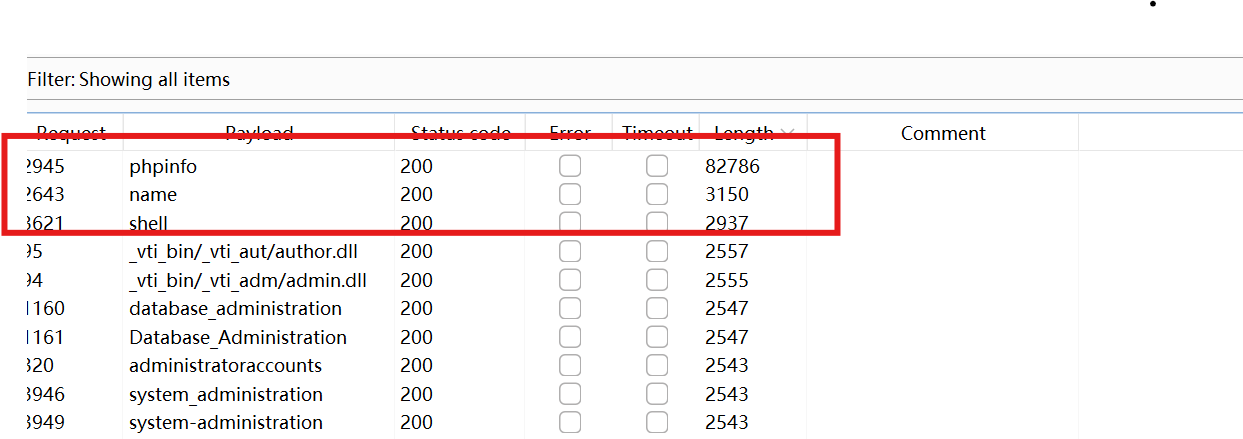 Filter: Showing all items
Request Payload Status code Error Timeout Length Comment
2945 phpinfo 200 82786
2643 name 200 3150
3621 shell 200 2937
95 _vti_bin/_vti_aut/author.dll 200 2557
94 _vti_bin/_vti_adm/admin.dll 200 2555
1160 database_administration 200 2547
1161 Database_Administration 200 2547
320 administratoraccounts 200 2543
3946 system_administration 200 2543
3949 system-administration 200 2543